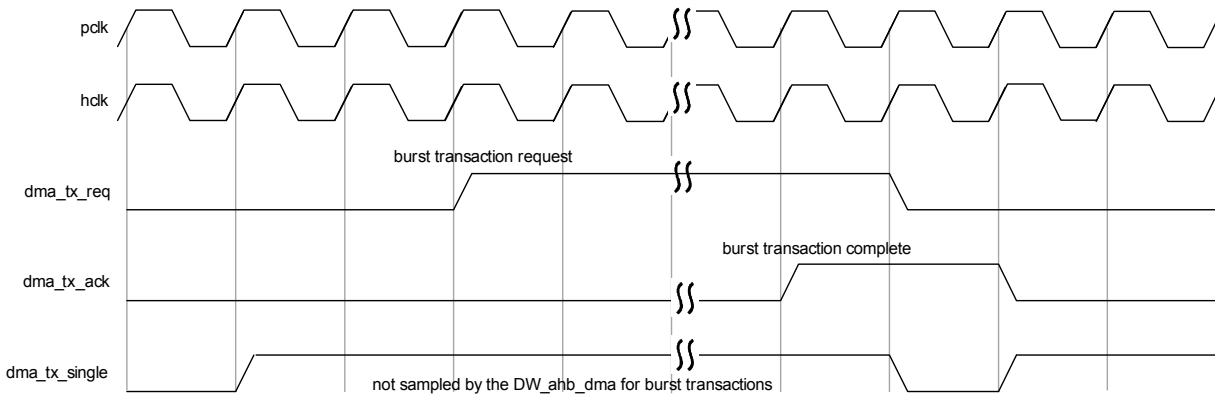 pclk
hclk
burst transaction request
dma_tx_req
burst transaction complete
dma_tx_ack
dma_tx_single
not sampled by the DW_ahb_dma for burst transactions